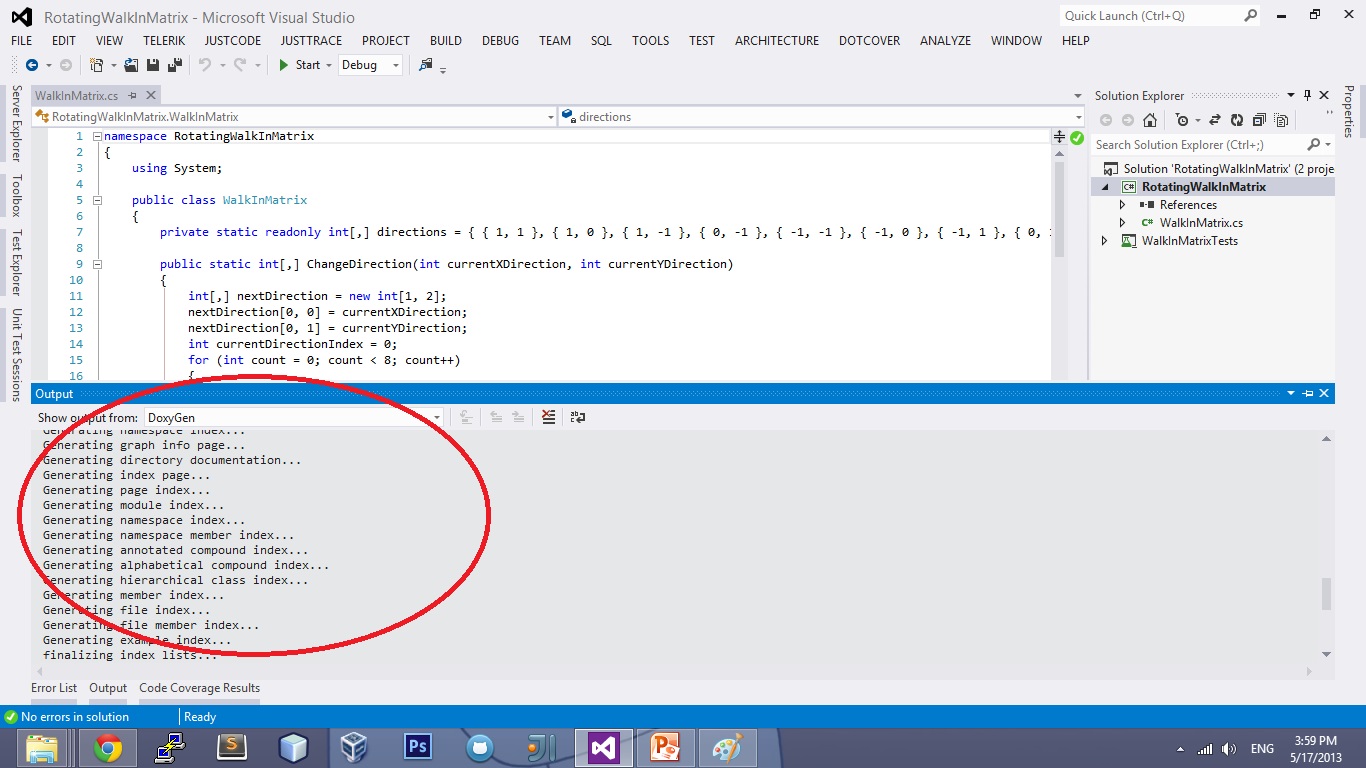 RotatingWalkInMatrix - Microsoft Visual Studio
Quick Launch (Ctrl+Q)
FILE EDIT VIEW TELERIK JUSTCODE JUSTTRACE PROJECT BUILD DEBUG TEAM SQL TOOLS TEST ARCHITECTURE DOTCOVER ANALYZE WINDOW HELP
Start Debug
Server Explorer
Toolbox
Test Explorer
Unit Test Sessions
WalkInMatrix.cs
RotatingWalkInMatrix.WalkInMatrix
directions
1 namespace RotatingWalkInMatrix
2 {
3 using System;
4
5 public class WalkInMatrix
6 {
7 private static readonly int[,] directions = { { 1, 1 }, { 1, 0 }, { 1, -1 }, { 0, -1 }, { -1, -1 }, { -1, 0 }, { -1, 1 }, { 0,
8
9 public static int[,] ChangeDirection(int currentXDirection, int currentYDirection)
10 {
11 int[,] nextDirection = new int[1, 2];
12 nextDirection[0, 0] = currentXDirection;
13 nextDirection[0, 1] = currentYDirection;
14 int currentDirectionIndex = 0;
15 for (int count = 0; count < 8; count++)
16 {
Solution Explorer
Search Solution Explorer (Ctrl+;)
Solution 'RotatingWalkInMatrix' (2 proje
RotatingWalkInMatrix
References
C# WalkInMatrix.cs
WalkInMatrixTests
Properties
Output
Show output from: DoxyGen
Generating namespace index...
Generating graph info page...
Generating directory documentation...
Generating index page...
Generating page index...
Generating module index...
Generating namespace index...
Generating namespace member index...
Generating annotated compound index...
Generating alphabetical compound index...
Generating hierarchical class index...
Generating member index...
Generating file index...
Generating file member index...
Generating example index...
finalizing index lists...
Error List Output Code Coverage Results
No errors in solution Ready
Ps
ENG
3:59 PM
5/17/2013